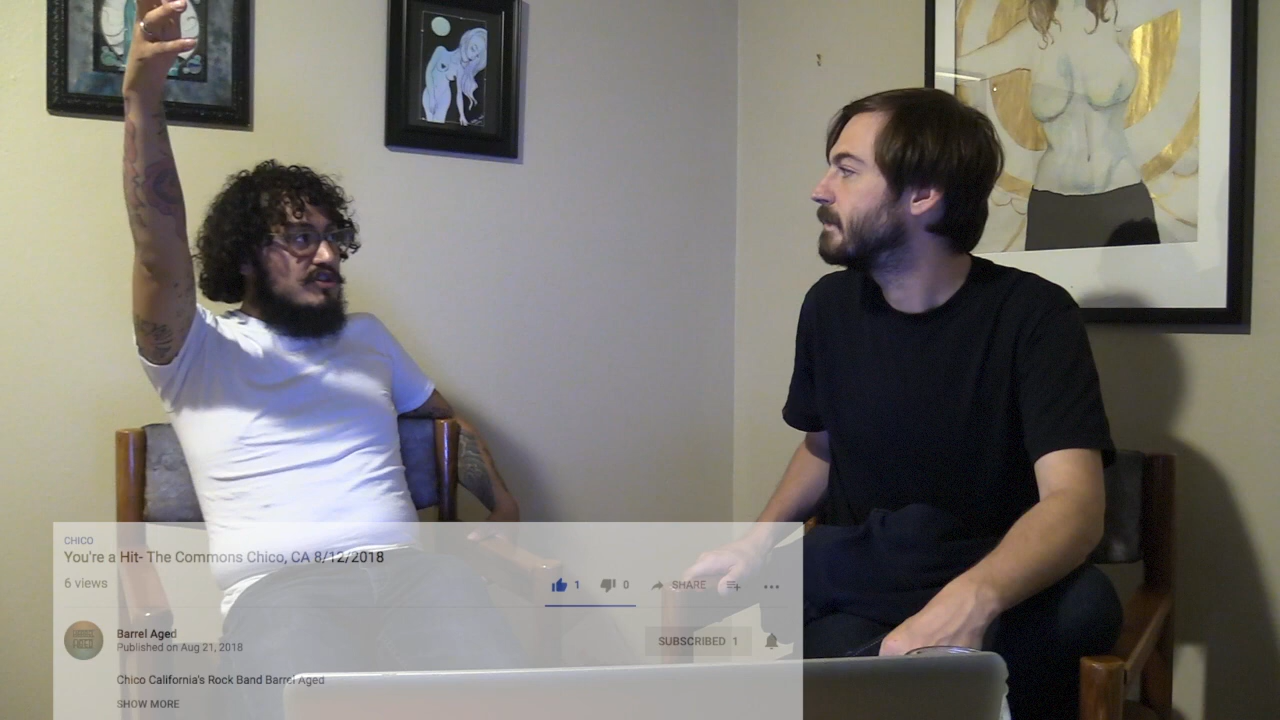 CHICO
You're a Hit- The Commons Chico, CA 8/12/2018
6 views
1 0 SHARE
Barrel Aged
Published on Aug 21, 2018
SUBSCRIBED 1
Chico California's Rock Band Barrel Aged
SHOW MORE